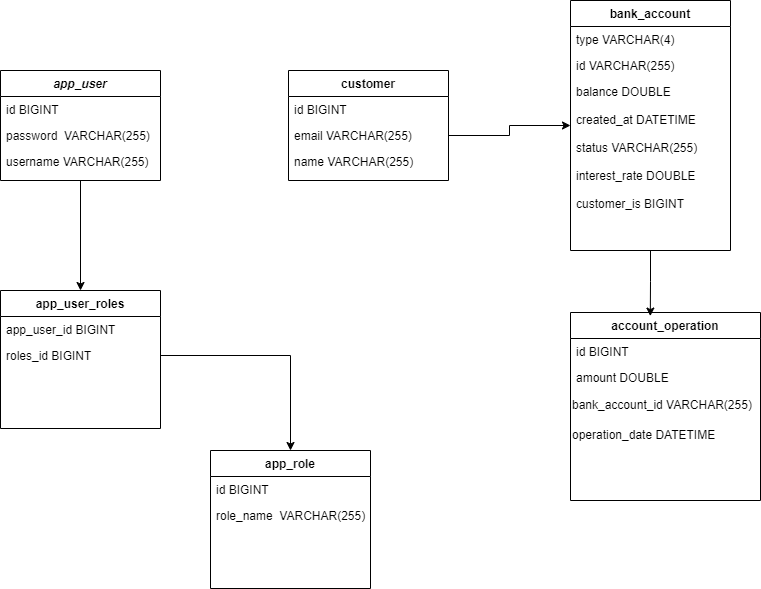 app_user
id BIGINT
password  VARCHAR(255)
username VARCHAR(255)
customer
id BIGINT
email VARCHAR(255)
name VARCHAR(255)
bank_account
type VARCHAR(4)
id VARCHAR(255)
balance DOUBLE
created_at DATETIME
status VARCHAR(255)
interest_rate DOUBLE
customer_is BIGINT
app_user_roles
app_user_id BIGINT
roles_id BIGINT
account_operation
id BIGINT
amount DOUBLE
bank_account_id VARCHAR(255)
operation_date DATETIME
app_role
id BIGINT
role_name  VARCHAR(255)